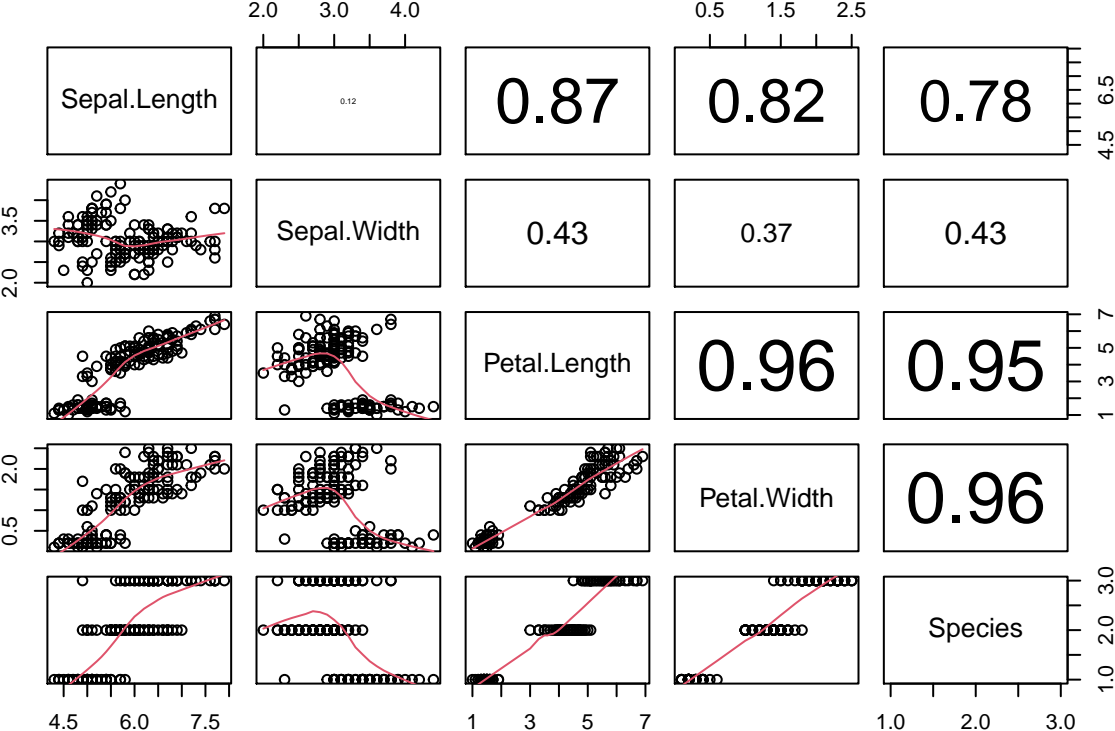 2.0 3.0 4.0 0.5 1.5 2.5
Sepal.Length 0.12 0.87 0.82 0.78
4.5 6.5
2.0 3.5
Sepal.Width 0.43 0.37 0.43
Petal.Length 0.96 0.95
1 3 5 7
0.5 2.0
Petal.Width 0.96
Species
1.0 2.0 3.0
4.5 6.0 7.5 1 3 5 7 1.0 2.0 3.0